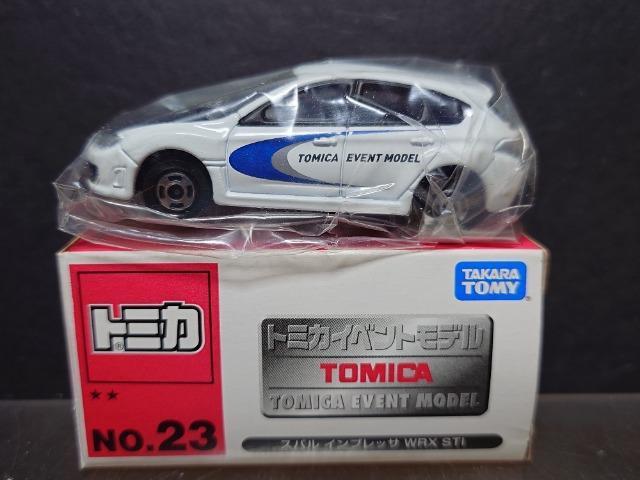 TOMICA EVENT MODEL
TAKARA
TOMY
トミカ
トミカイベントモデル
TOMICA
TOMICA EVENT MODEL
★★
NO.23
スバル インプレッサ WRX STI